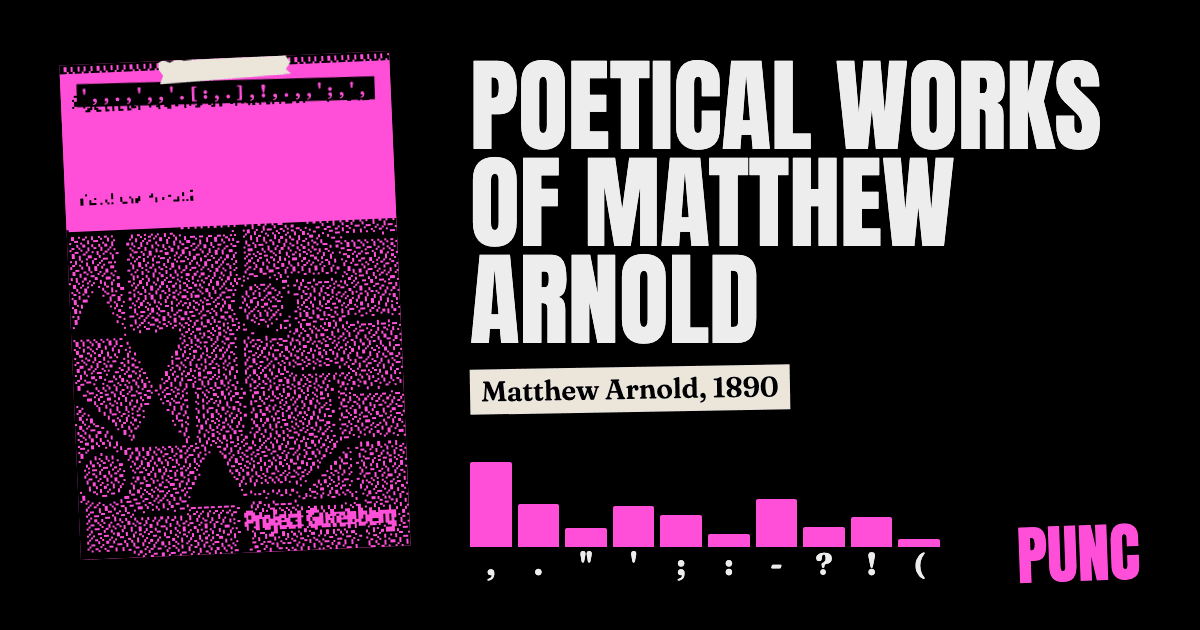 ',,.,',,'.[:,.],!,.,,';,',
Project Gutenberg
POETICAL WORKS
OF MATTHEW
ARNOLD
Matthew Arnold, 1890
, . " ' ; : - ? ! (
PUNC